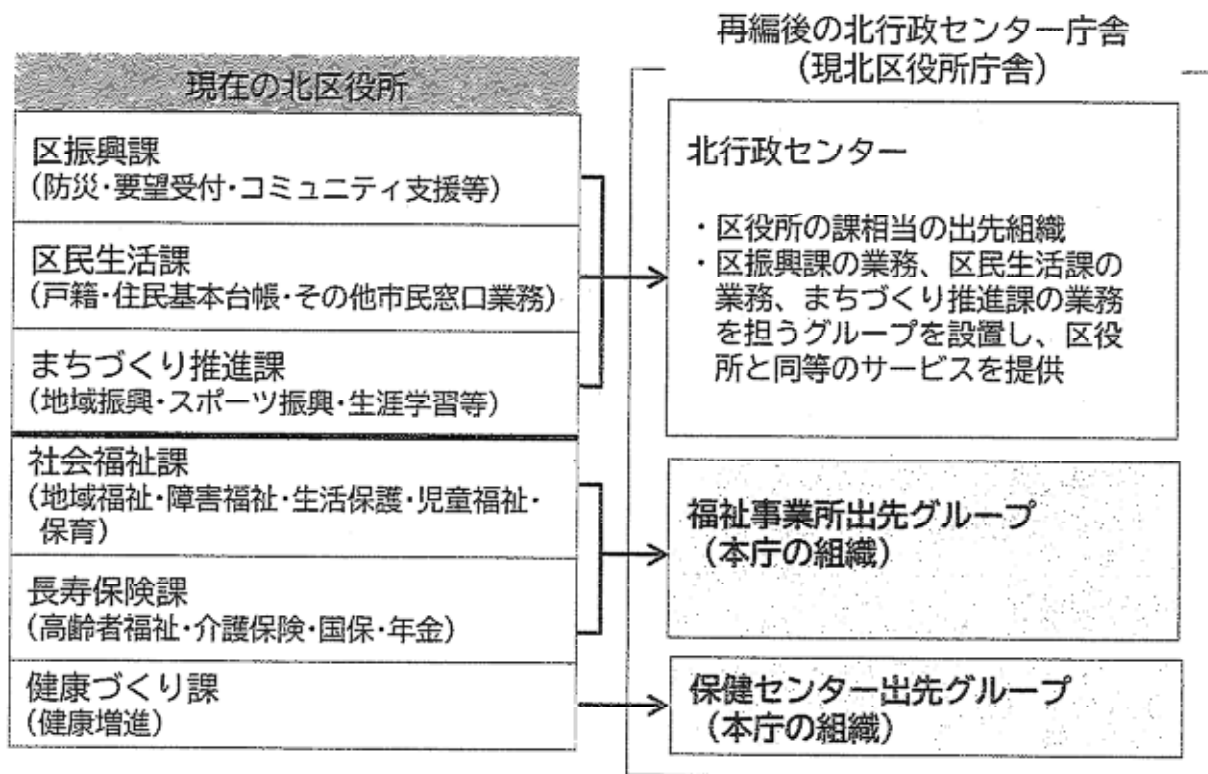 現在の北区役所
区振興課
(防災・要望受付・コミュニティ支援等)
区民生活課
(戸籍・住民基本台帳・その他市民窓口業務)
まちづくり推進課
(地域振興・スポーツ振興・生涯学習等)
社会福祉課
(地域福祉・障害福祉・生活保護・児童福祉・
保育)
長寿保険課
(高齢者福祉・介護保険・国保・年金)
健康づくり課
(健康増進)
再編後の北行政センター庁舎
(現北区役所庁舎)
北行政センター
・区役所の課相当の出先組織
・区振興課の業務、区民生活課の
業務、まちづくり推進課の業務
を担うグループを設置し、区役
所と同等のサービスを提供
福祉事業所出先グループ
(本庁の組織)
保健センター出先グループ
(本庁の組織)